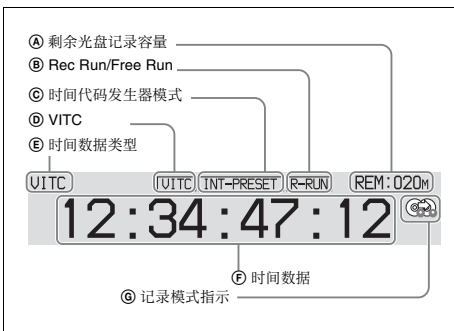 Ⓐ 剩余光盘记录容量
Ⓑ Rec Run/Free Run
Ⓒ 时间代码发生器模式
Ⓓ VITC
Ⓔ 时间数据类型
VITC ⎡VITC INT-PRESET R-RUN REM:020M
12:34:47:12
Ⓕ 时间数据
Ⓖ 记录模式指示